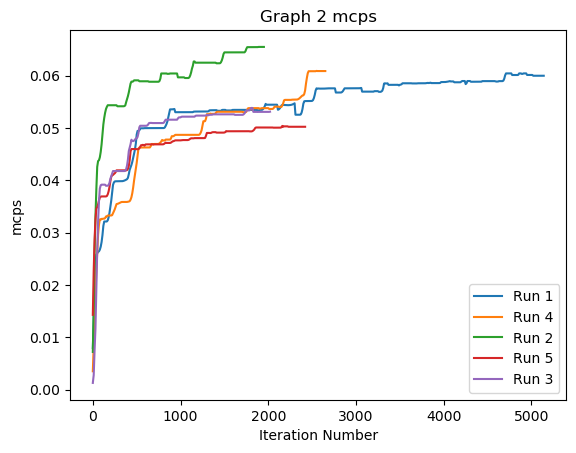 Graph 2 mcps
mcps
0.06
0.05
0.04
0.03
0.02
0.01
0.00
0 1000 2000 3000 4000 5000
Iteration Number
Run 1
Run 4
Run 2
Run 5
Run 3